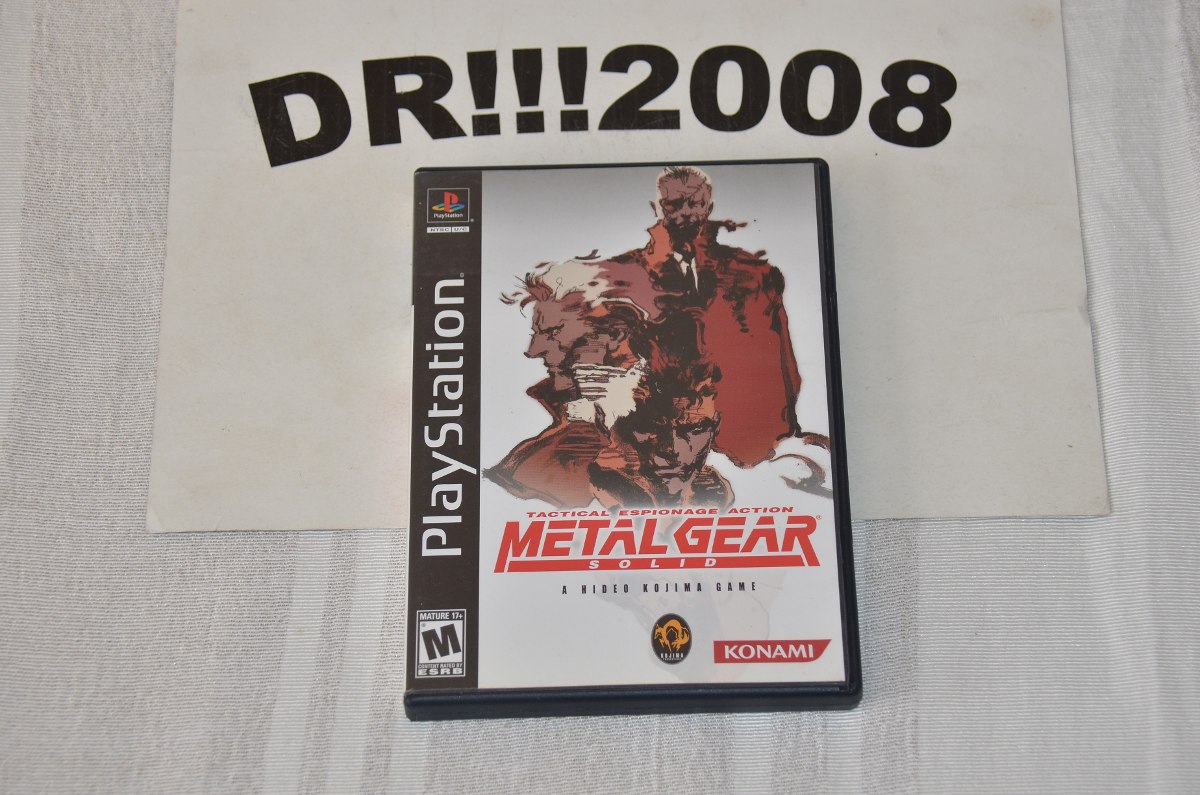 DR!!!2008
PlayStation
NTSC U/C
PlayStation
TACTICAL ESPIONAGE ACTION
METAL GEAR
SOLID
A HIDEO KOJIMA GAME
MATURE 17+
M
CONTENT RATED BY
ESRB
KOJIMA
KONAMI